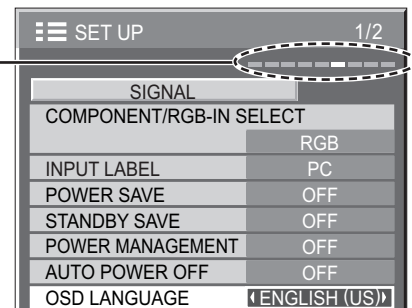 SET UP 1/2
SIGNAL
COMPONENT/RGB-IN SELECT
RGB
INPUT LABEL PC
POWER SAVE OFF
STANDBY SAVE OFF
POWER MANAGEMENT OFF
AUTO POWER OFF OFF
OSD LANGUAGE ENGLISH (US)